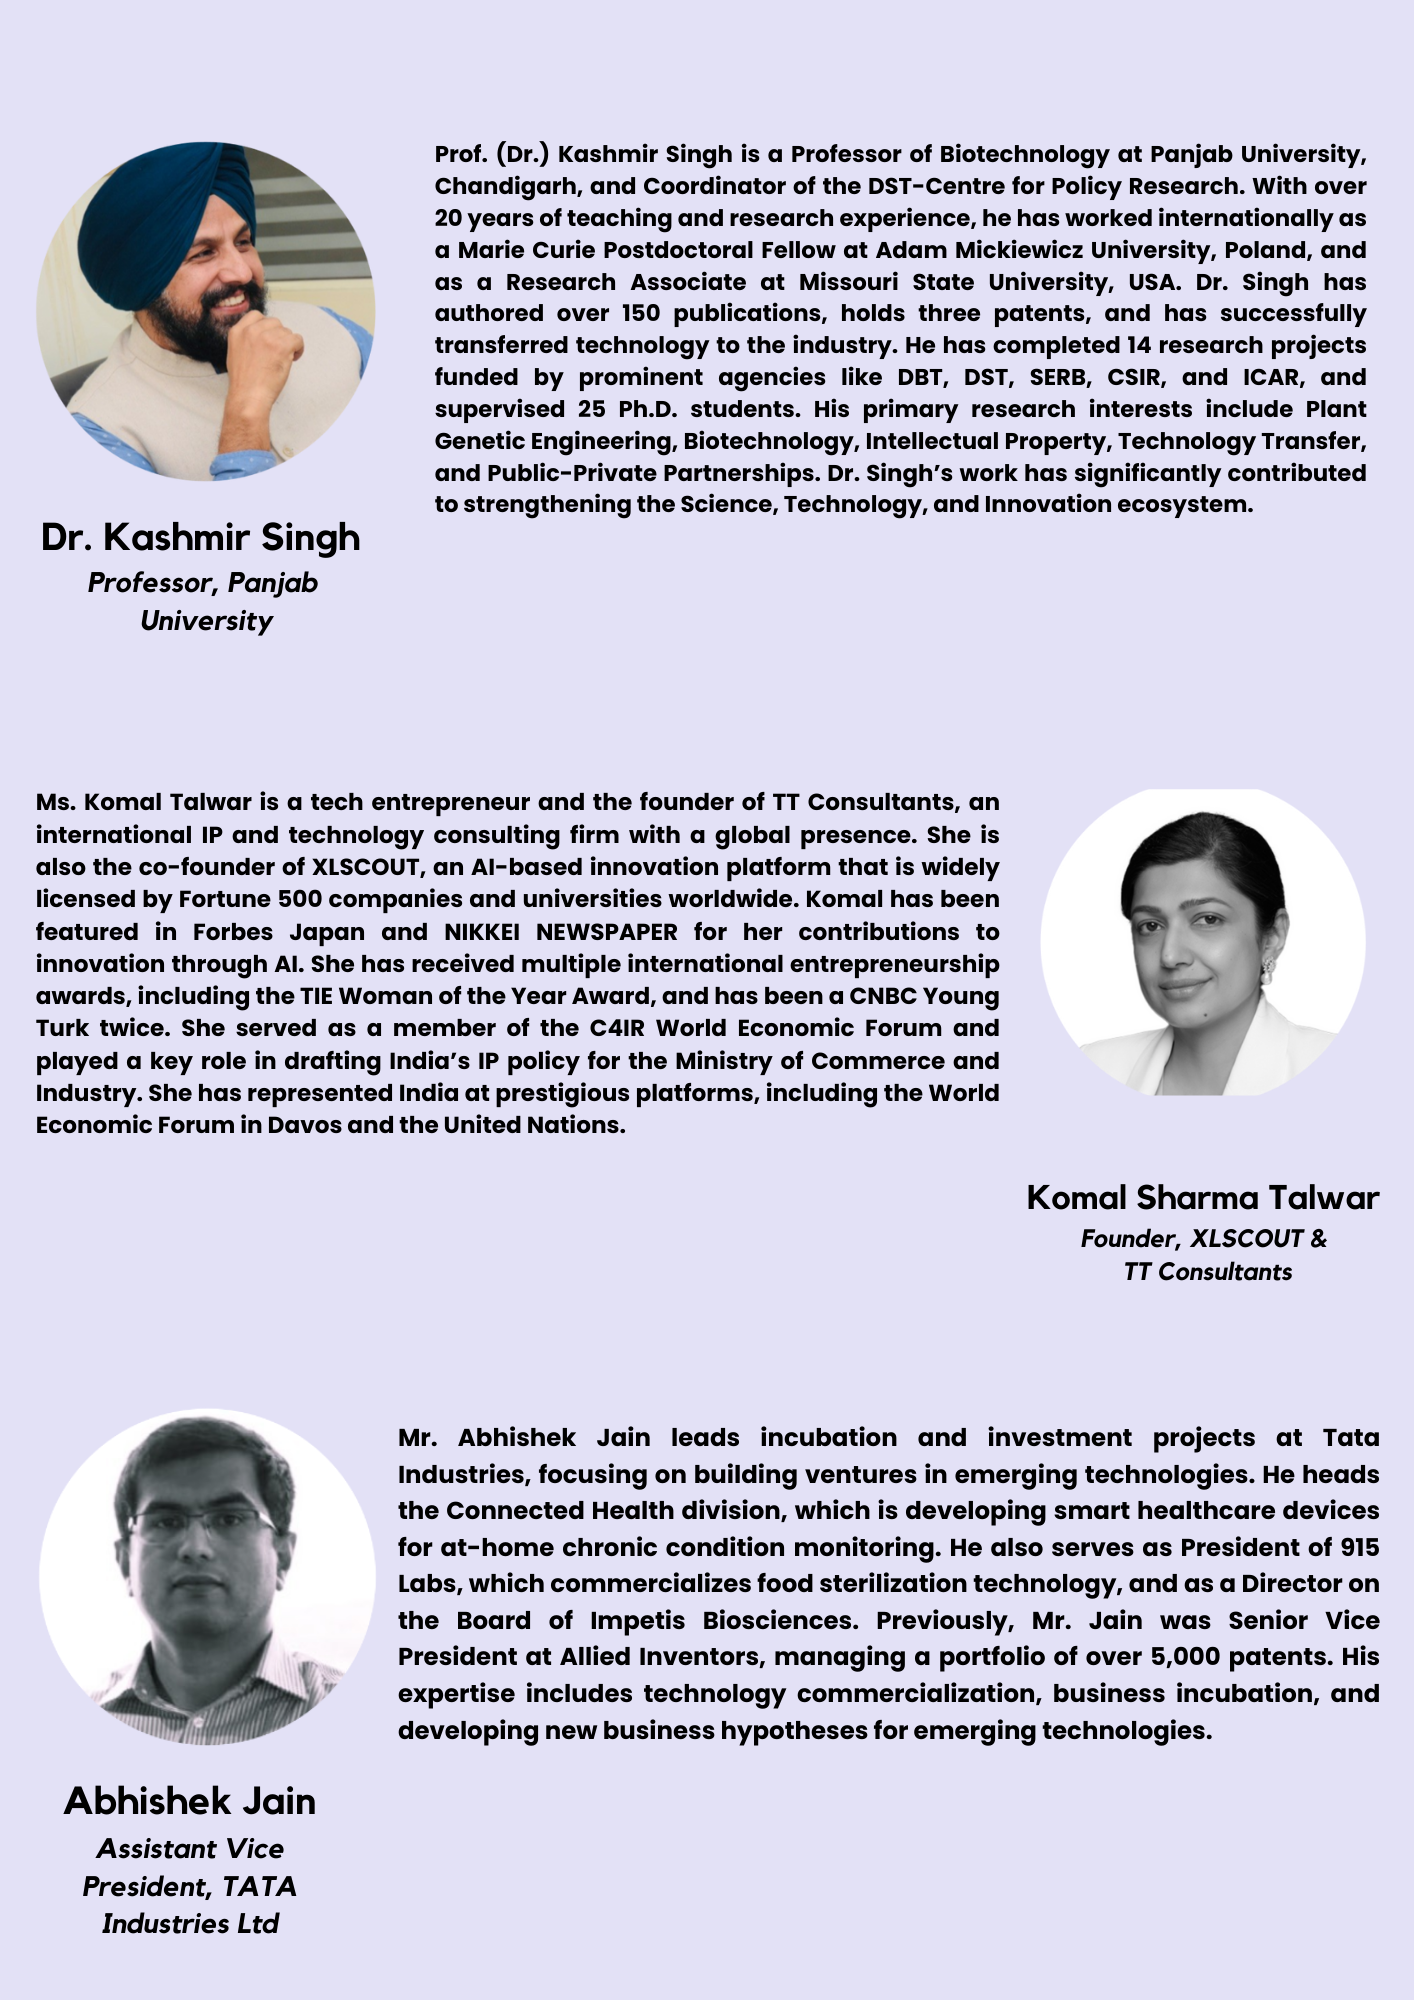 Prof. (Dr.) Kashmir Singh is a Professor of Biotechnology at Panjab University,
Chandigarh, and Coordinator of the DST-Centre for Policy Research. With over
20 years of teaching and research experience, he has worked internationally as
a Marie Curie Postdoctoral Fellow at Adam Mickiewicz University, Poland, and
as a Research Associate at Missouri State University, USA. Dr. Singh has
authored over 150 publications, holds three patents, and has successfully
transferred technology to the industry. He has completed 14 research projects
funded by prominent agencies like DBT, DST, SERB, CSIR, and ICAR, and
supervised 25 Ph.D. students. His primary research interests include Plant
Genetic Engineering, Biotechnology, Intellectual Property, Technology Transfer,
and Public-Private Partnerships. Dr. Singh’s work has significantly contributed
to strengthening the Science, Technology, and Innovation ecosystem.
Dr. Kashmir Singh
Professor, Panjab
University
Ms. Komal Talwar is a tech entrepreneur and the founder of TT Consultants, an
international IP and technology consulting firm with a global presence. She is
also the co-founder of XLSCOUT, an AI-based innovation platform that is widely
licensed by Fortune 500 companies and universities worldwide. Komal has been
featured in Forbes Japan and NIKKEI NEWSPAPER for her contributions to
innovation through AI. She has received multiple international entrepreneurship
awards, including the TIE Woman of the Year Award, and has been a CNBC Young
Turk twice. She served as a member of the C4IR World Economic Forum and
played a key role in drafting India’s IP policy for the Ministry of Commerce and
Industry. She has represented India at prestigious platforms, including the World
Economic Forum in Davos and the United Nations.
Komal Sharma Talwar
Founder, XLSCOUT &
TT Consultants
Mr. Abhishek Jain leads incubation and investment projects at Tata
Industries, focusing on building ventures in emerging technologies. He heads
the Connected Health division, which is developing smart healthcare devices
for at-home chronic condition monitoring. He also serves as President of 915
Labs, which commercializes food sterilization technology, and as a Director on
the Board of Impetis Biosciences. Previously, Mr. Jain was Senior Vice
President at Allied Inventors, managing a portfolio of over 5,000 patents. His
expertise includes technology commercialization, business incubation, and
developing new business hypotheses for emerging technologies.
Abhishek Jain
Assistant Vice
President, TATA
Industries Ltd